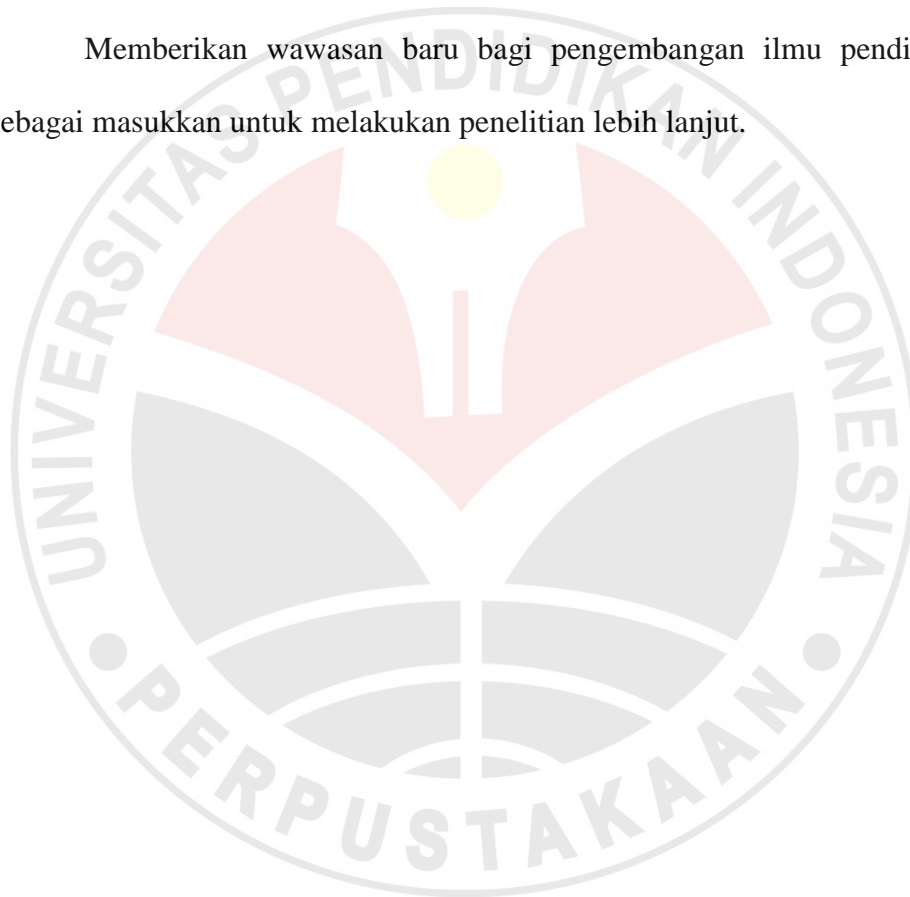 Memberikan wawasan baru bagi pengembangan ilmu pendi
ebagai masukkan untuk melakukan penelitian lebih lanjut.
UNIVERSITAS PENDIDIKAN INDONESIA
PERPUSTAKAAN